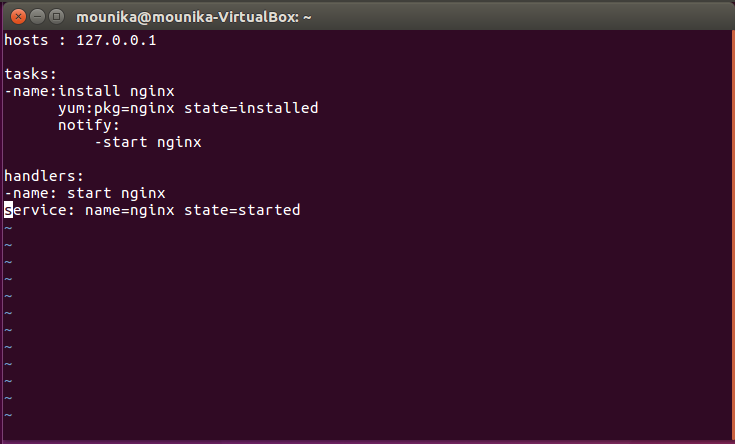 mounika@mounika-VirtualBox: ~
hosts : 127.0.0.1
tasks:
-name:install nginx
yum:pkg=nginx state=installed
notify:
-start nginx
handlers:
-name: start nginx
service: name=nginx state=started
~
~
~
~
~
~
~
~
~
~
~
~